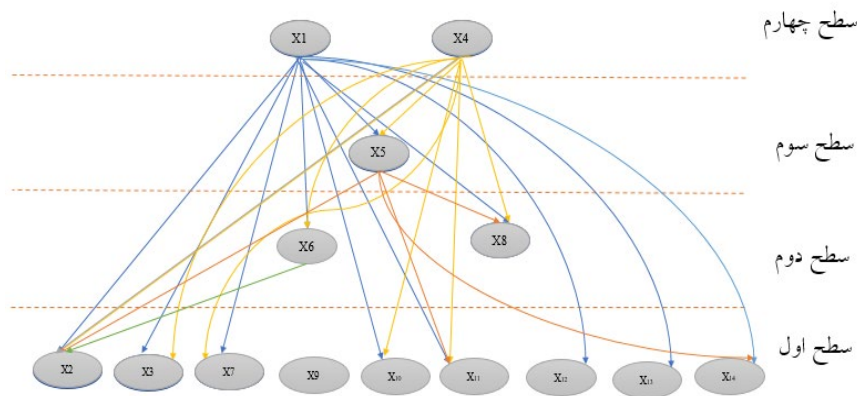 X1 X4 سطح چهارم
X5 سطح سوم
X6 X8 سطح دوم
X2 X3 X7 X9 X10 X11 X12 X13 X14 سطح اول